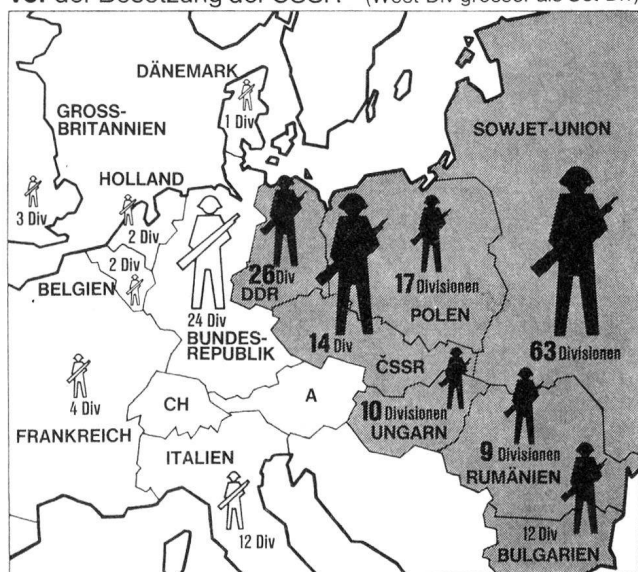 vor der Besetzung der ČSSR (West-Div grösser als Sov-Div)
DÄNEMARK
1 Div
GROSS-
BRITANNIEN
3 Div
HOLLAND
2 Div
2 Div
BELGIEN
24 Div
BUNDES-
REPUBLIK
4 Div
FRANKREICH
CH
A
ITALIEN
12 Div
SOWJET-UNION
63 Divisionen
26 Div
DDR
17 Divisionen
POLEN
14 Div
ČSSR
10 Divisionen
UNGARN
9 Divisionen
RUMÄNIEN
12 Div
BULGARIEN